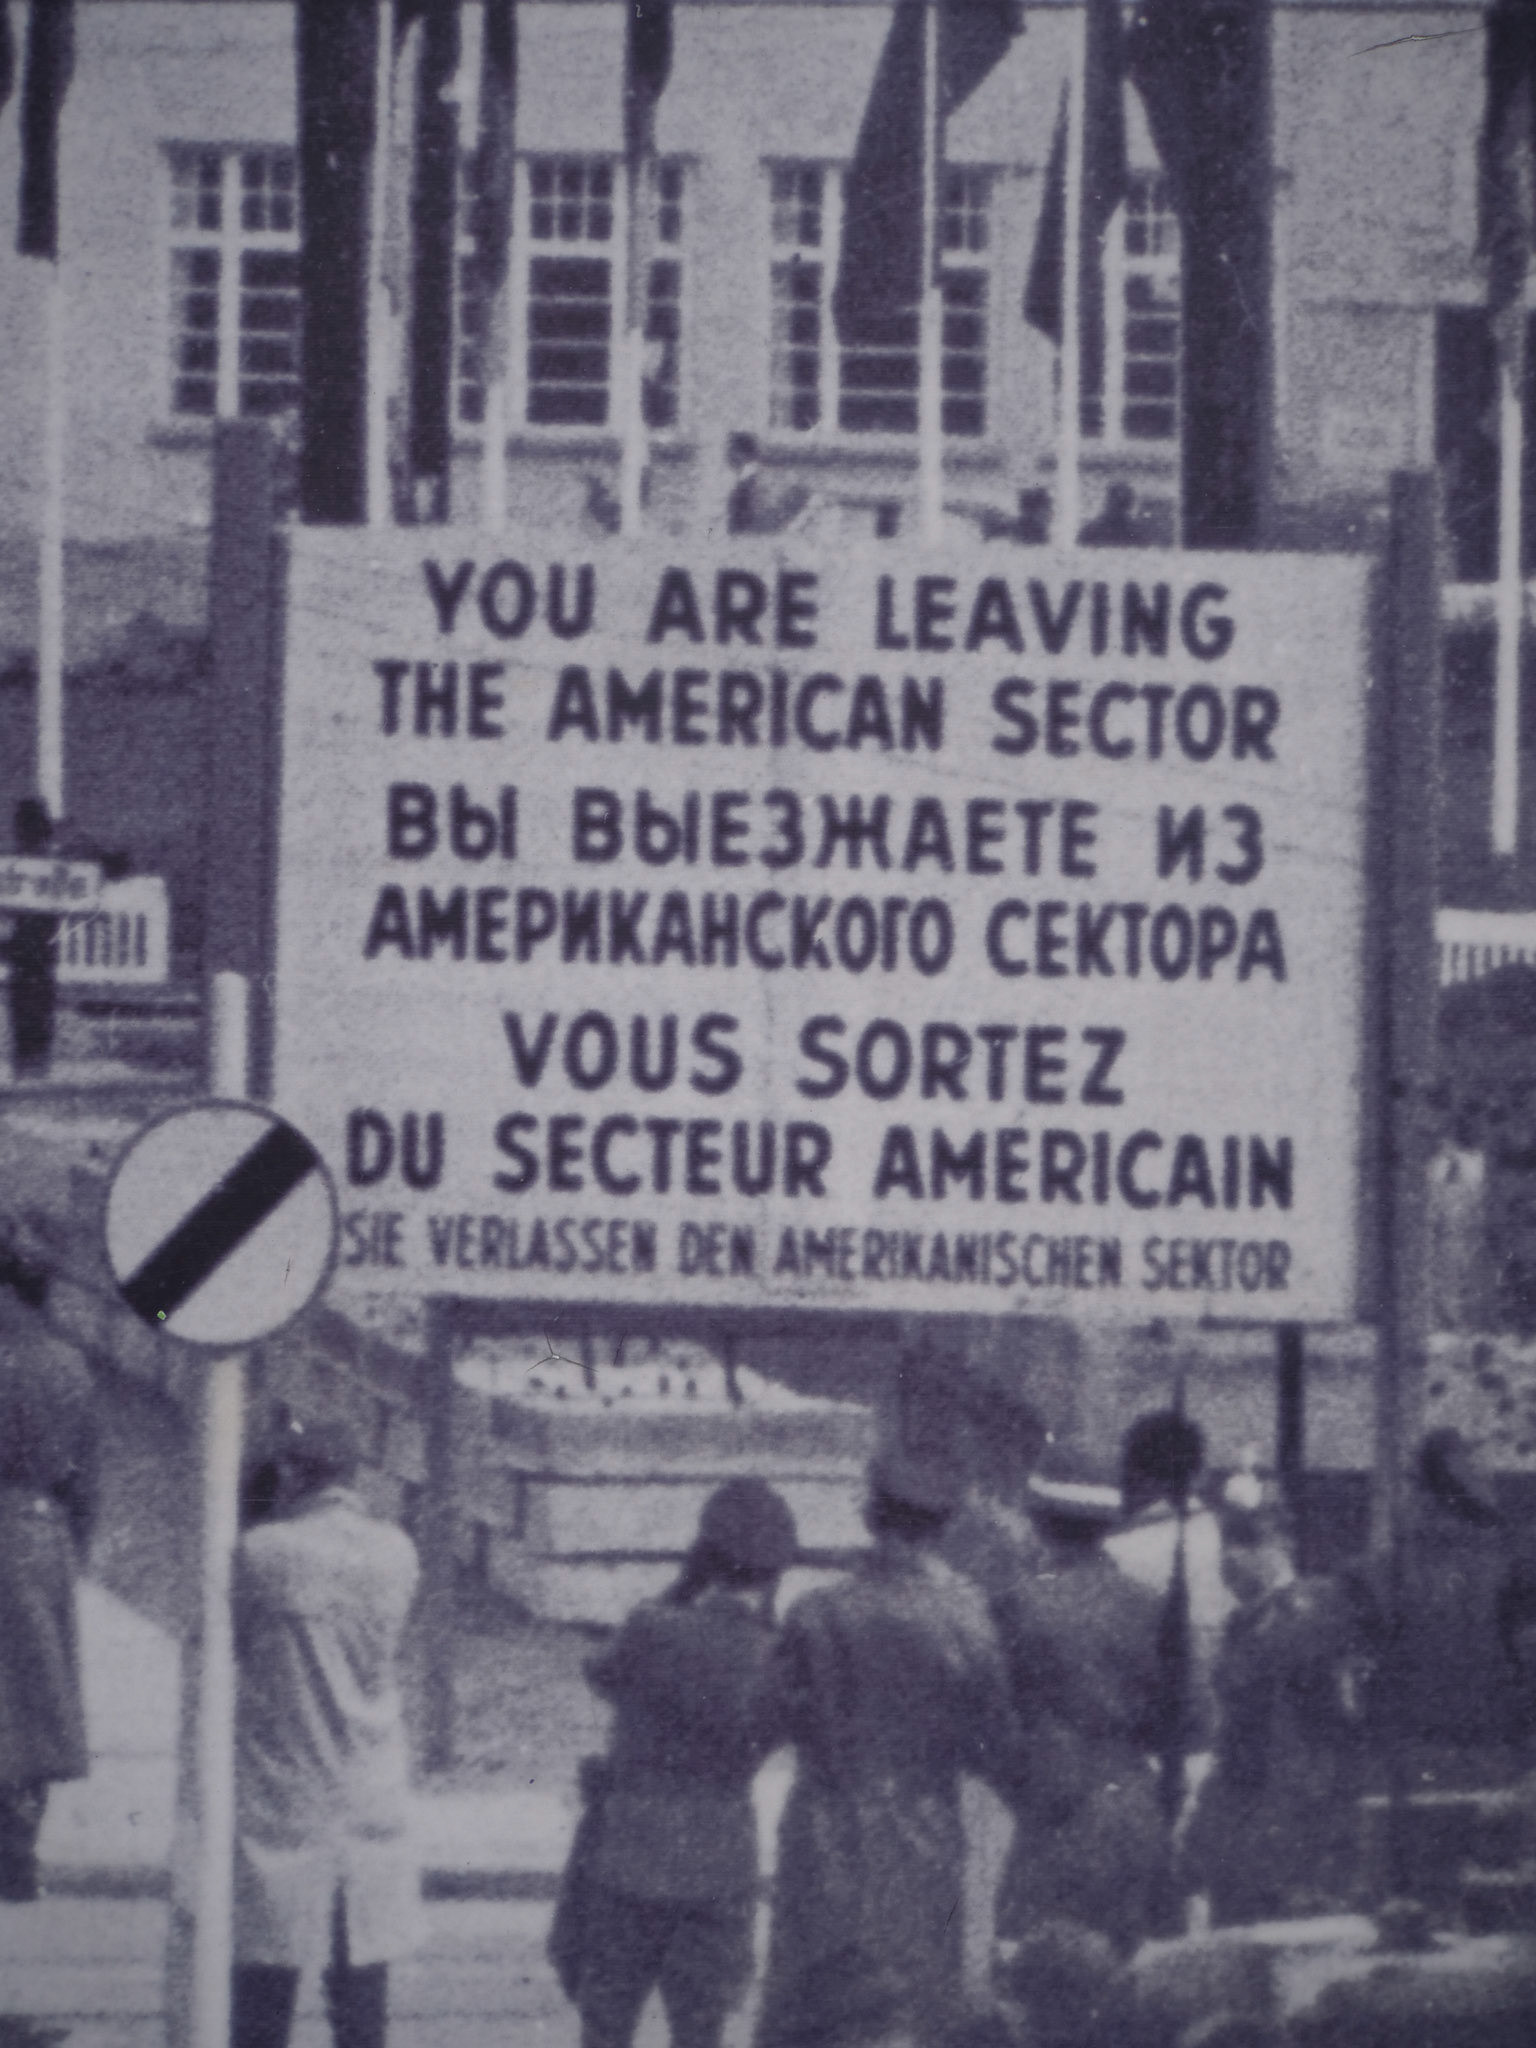 YOU ARE LEAVING
THE AMERICAN SECTOR
ВЫ ВЫЕЗЖАЕТЕ ИЗ
АМЕРИКАНСКОГО СЕКТОРА
VOUS SORTEZ
DU SECTEUR AMERICAIN
SIE VERLASSEN DEN AMERIKANISCHEN SEKTOR